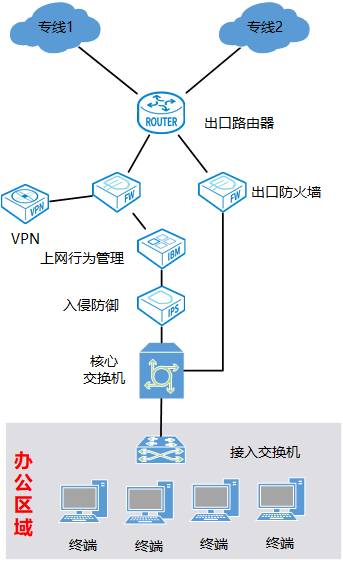 专线1
专线2
ROUTER
出口路由器
FW
FW
出口防火墙
VPN
VPN
上网行为管理
IBM
入侵防御
IPS
核心
交换机
接入交换机
办公区域
终端
终端
终端
终端